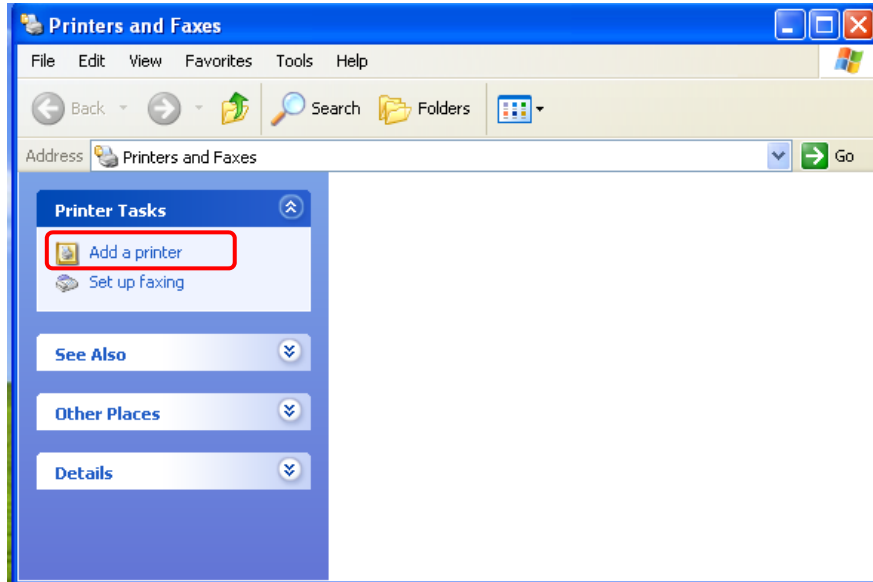 Printers and Faxes
File Edit View Favorites Tools Help
Back Search Folders
Address Printers and Faxes Go
Printer Tasks
Add a printer
Set up faxing
See Also
Other Places
Details